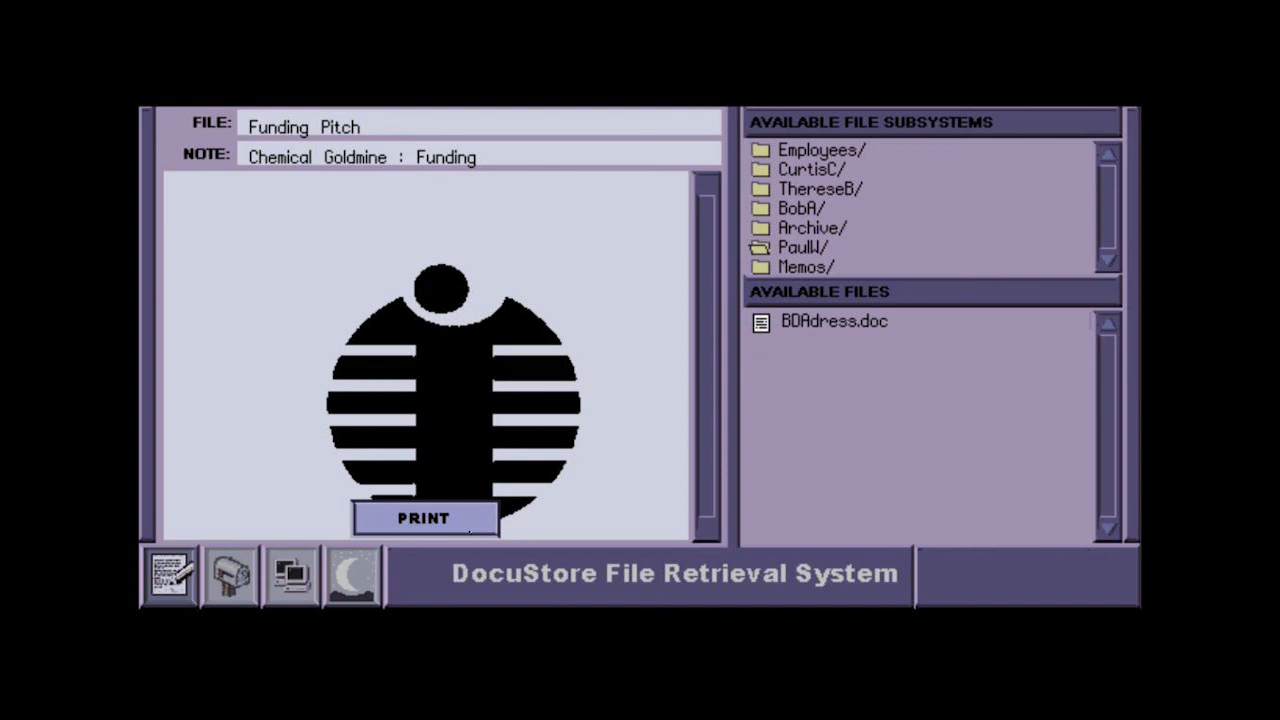 FILE: Funding Pitch
NOTE: Chemical Goldmine : Funding
PRINT
AVAILABLE FILE SUBSYSTEMS
Employees/
CurtisC/
ThereseB/
BobA/
Archive/
PaulW/
Memos/
AVAILABLE FILES
BDAdress.doc
DocuStore File Retrieval System